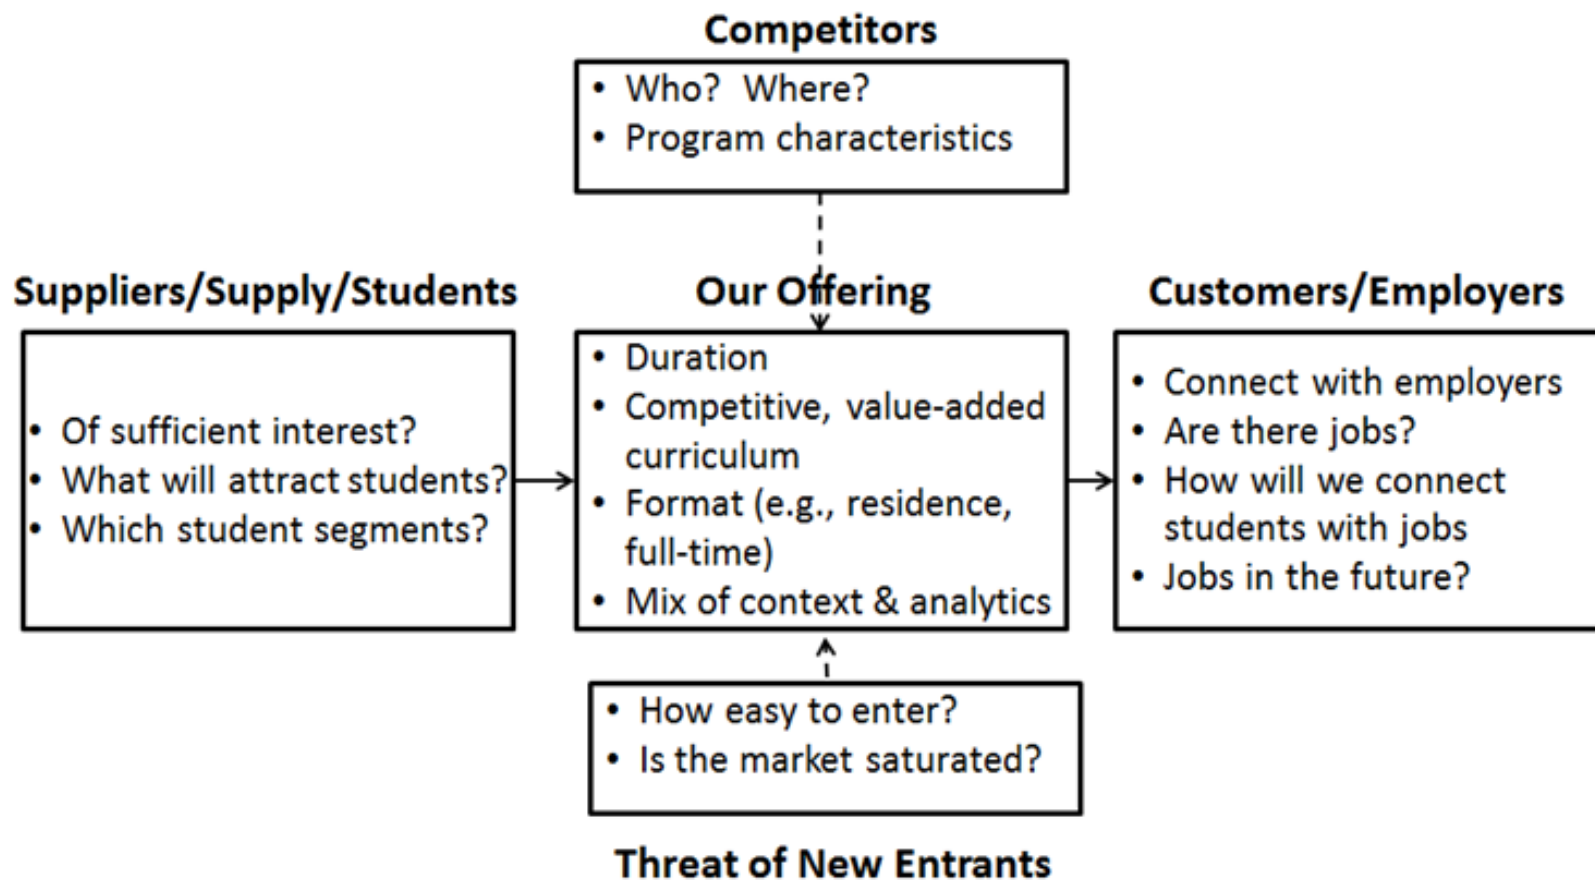 Competitors
• Who?  Where?
• Program characteristics
Suppliers/Supply/Students
• Of sufficient interest?
• What will attract students?
• Which student segments?
Our Offering
• Duration
• Competitive, value-added
curriculum
• Format (e.g., residence,
full-time)
• Mix of context & analytics
Customers/Employers
• Connect with employers
• Are there jobs?
• How will we connect
students with jobs
• Jobs in the future?
• How easy to enter?
• Is the market saturated?
Threat of New Entrants